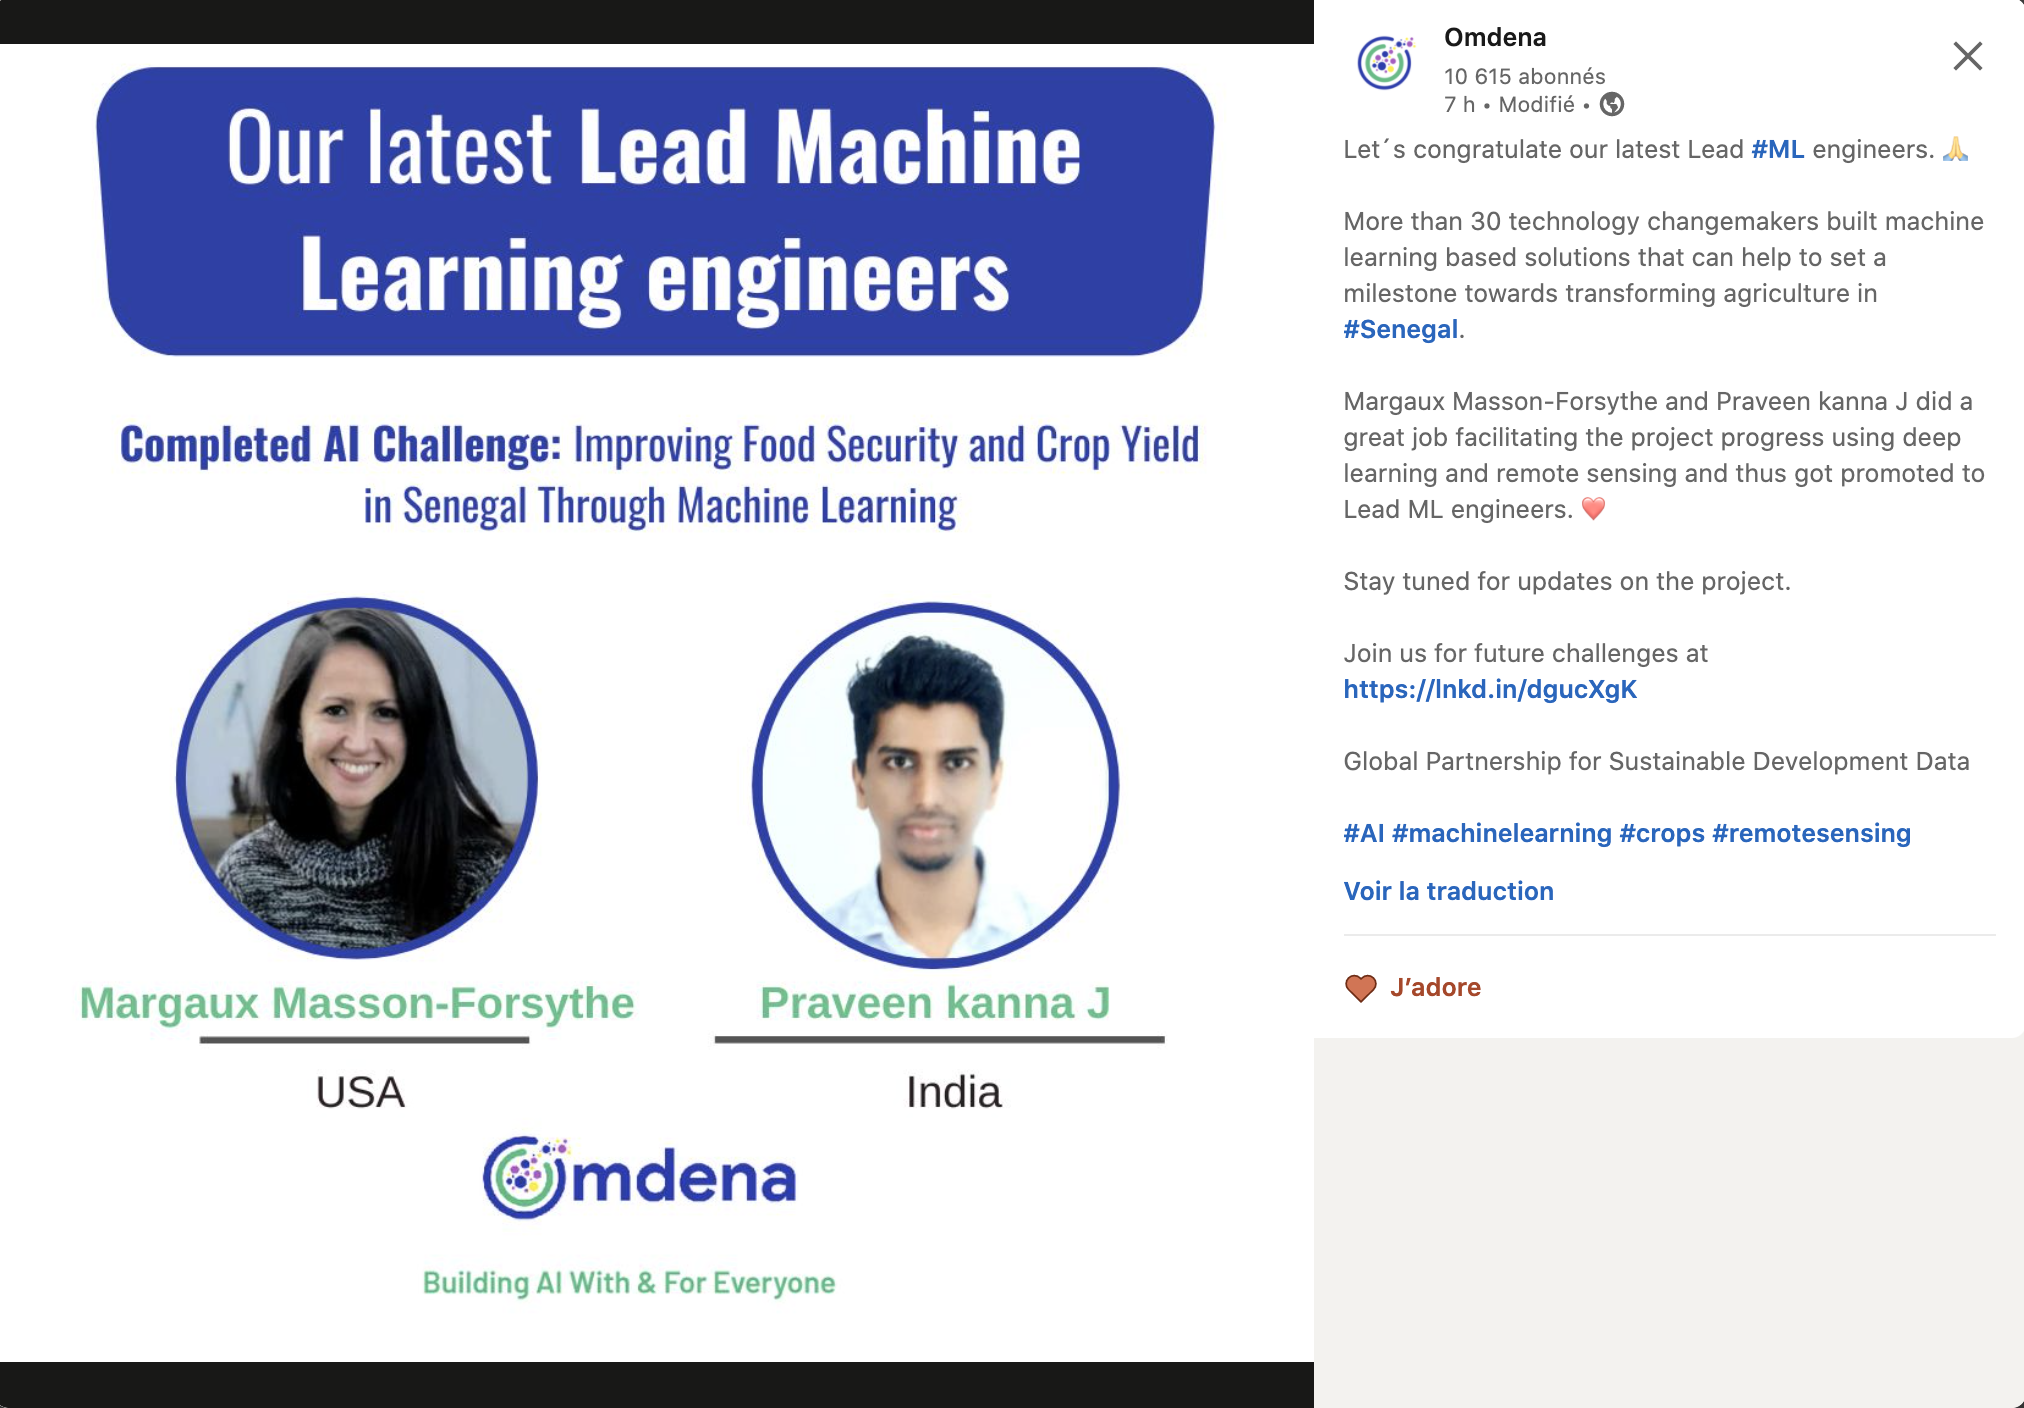 Our latest Lead Machine
Learning engineers
Completed AI Challenge: Improving Food Security and Crop Yield
in Senegal Through Machine Learning
Margaux Masson-Forsythe
USA
Praveen kanna J
India
Omdena
Building AI With & For Everyone
Omdena
10 615 abonnés
7 h • Modifié •
Let´s congratulate our latest Lead #ML engineers. 🙏
More than 30 technology changemakers built machine
learning based solutions that can help to set a
milestone towards transforming agriculture in
#Senegal.
Margaux Masson-Forsythe and Praveen kanna J did a
great job facilitating the project progress using deep
learning and remote sensing and thus got promoted to
Lead ML engineers. ❤️
Stay tuned for updates on the project.
Join us for future challenges at
https://lnkd.in/dgucXgK
Global Partnership for Sustainable Development Data
#AI #machinelearning #crops #remotesensing
Voir la traduction
J’adore